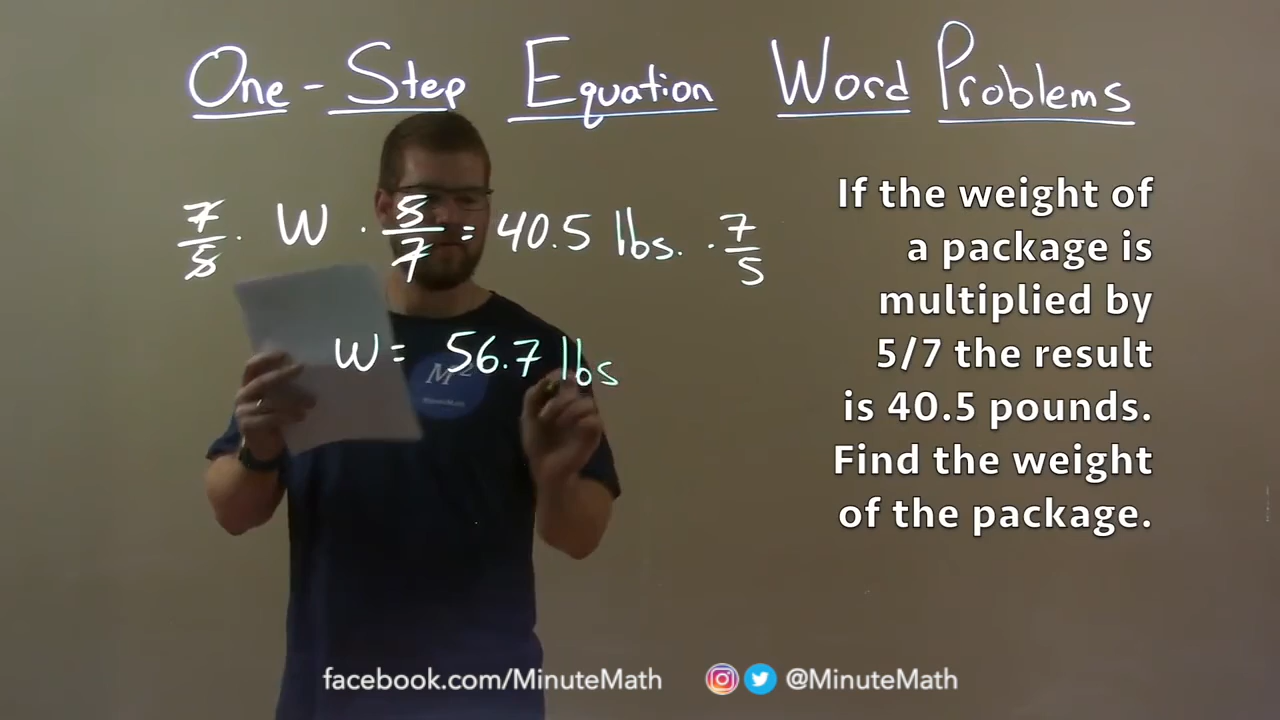 One-Step Equation Word Problems
7/5 · W · 5/7 = 40.5 lbs. · 7/5
W = 56.7 lbs
M²
MinuteMath
If the weight of
a package is
multiplied by
5/7 the result
is 40.5 pounds.
Find the weight
of the package.
facebook.com/MinuteMath @MinuteMath